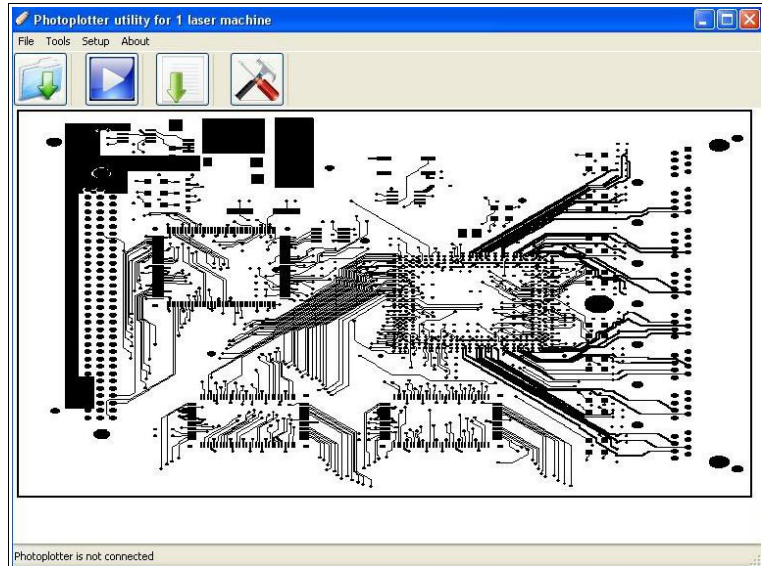 Photoplotter utility for 1 laser machine
File Tools Setup About
Photoplotter is not connected